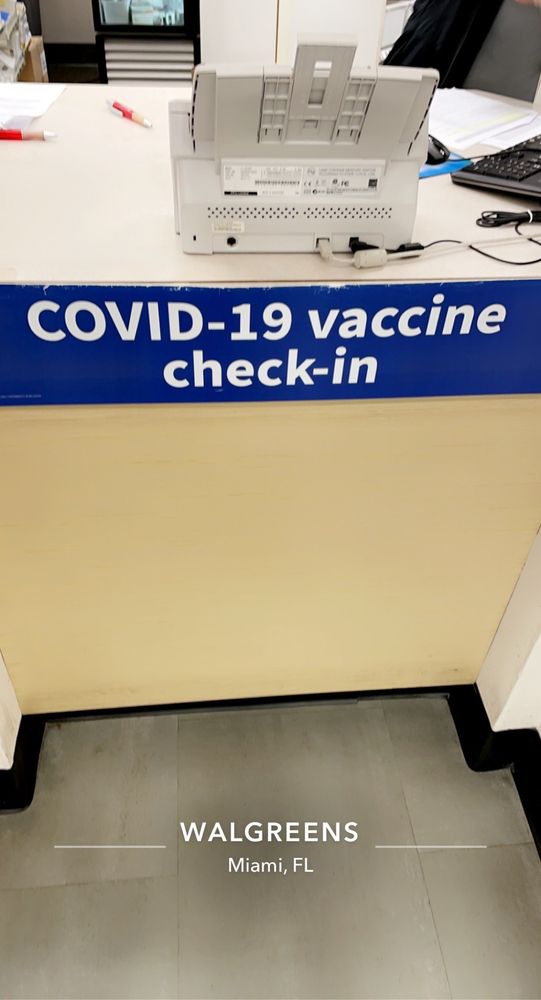 COVID-19 vaccine
check-in
WALGREENS
Miami, FL